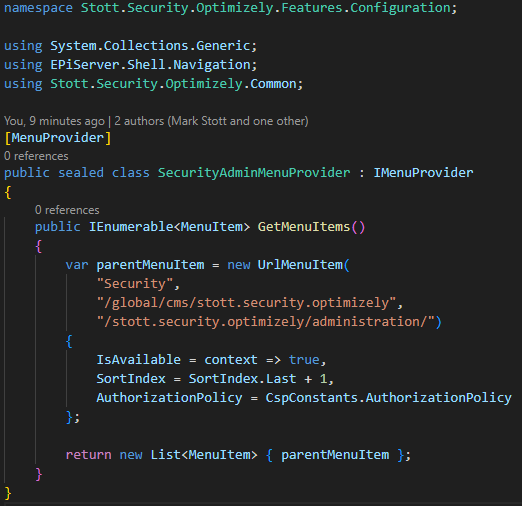 namespace Stott.Security.Optimizely.Features.Configuration;
using System.Collections.Generic;
using EPiServer.Shell.Navigation;
using Stott.Security.Optimizely.Common;
You, 9 minutes ago | 2 authors (Mark Stott and one other)
[MenuProvider]
0 references
public sealed class SecurityAdminMenuProvider : IMenuProvider
{
0 references
public IEnumerable<MenuItem> GetMenuItems()
{
var parentMenuItem = new UrlMenuItem(
"Security",
"/global/cms/stott.security.optimizely",
"/stott.security.optimizely/administration/")
{
IsAvailable = context => true,
SortIndex = SortIndex.Last + 1,
AuthorizationPolicy = CspConstants.AuthorizationPolicy
};
return new List<MenuItem> { parentMenuItem };
}
}